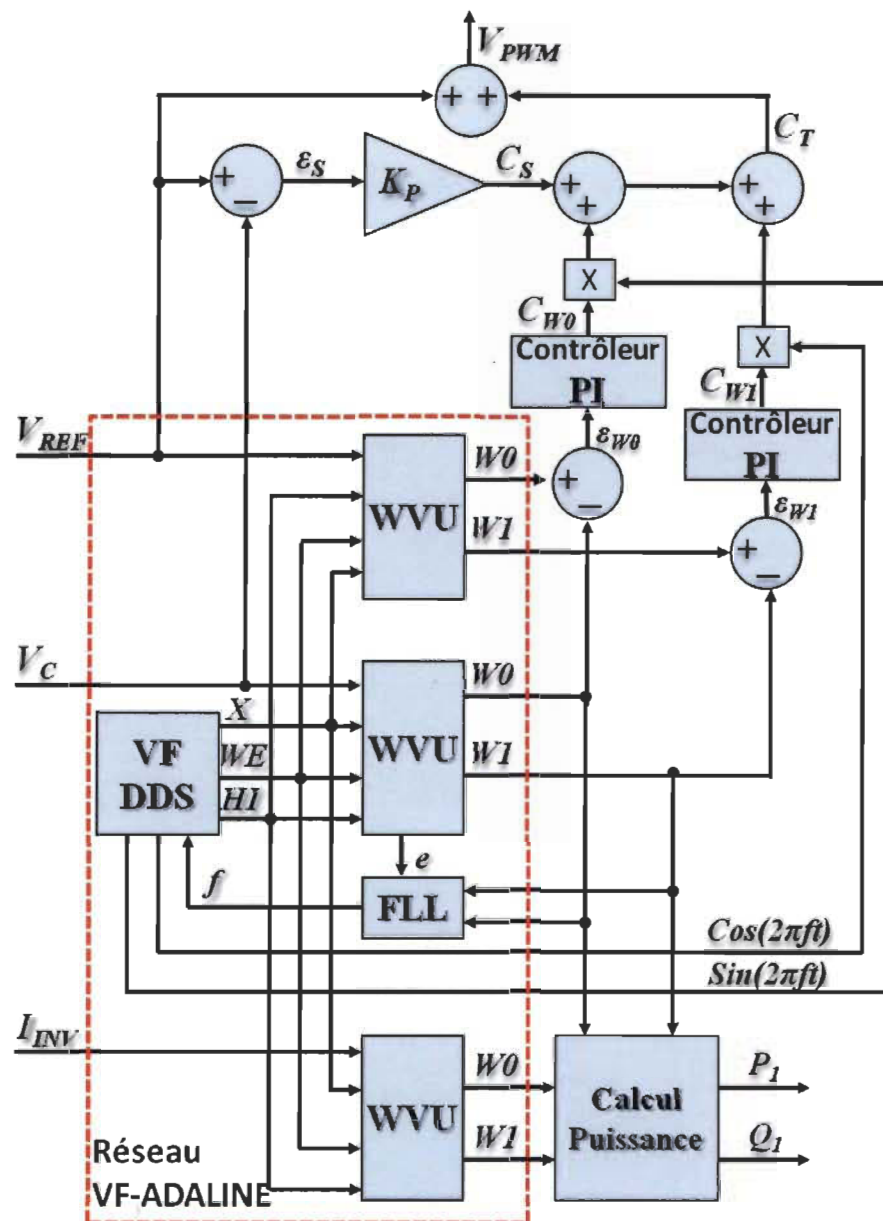 V_PWM
+ +
C_T
ε_S
C_S
+
−
K_P
+
+
+
+
X
C_W0
X
Contrôleur
PI
C_W1
Contrôleur
PI
V_REF
ε_W0
W0
+
−
ε_W1
WVU
W1
+
−
V_C
W0
X
VF
DDS
WE
WVU
W1
HI
e
f
FLL
Cos(2πft)
Sin(2πft)
I_INV
W0
P_1
WVU
Calcul
Puissance
W1
Q_1
Réseau
VF-ADALINE